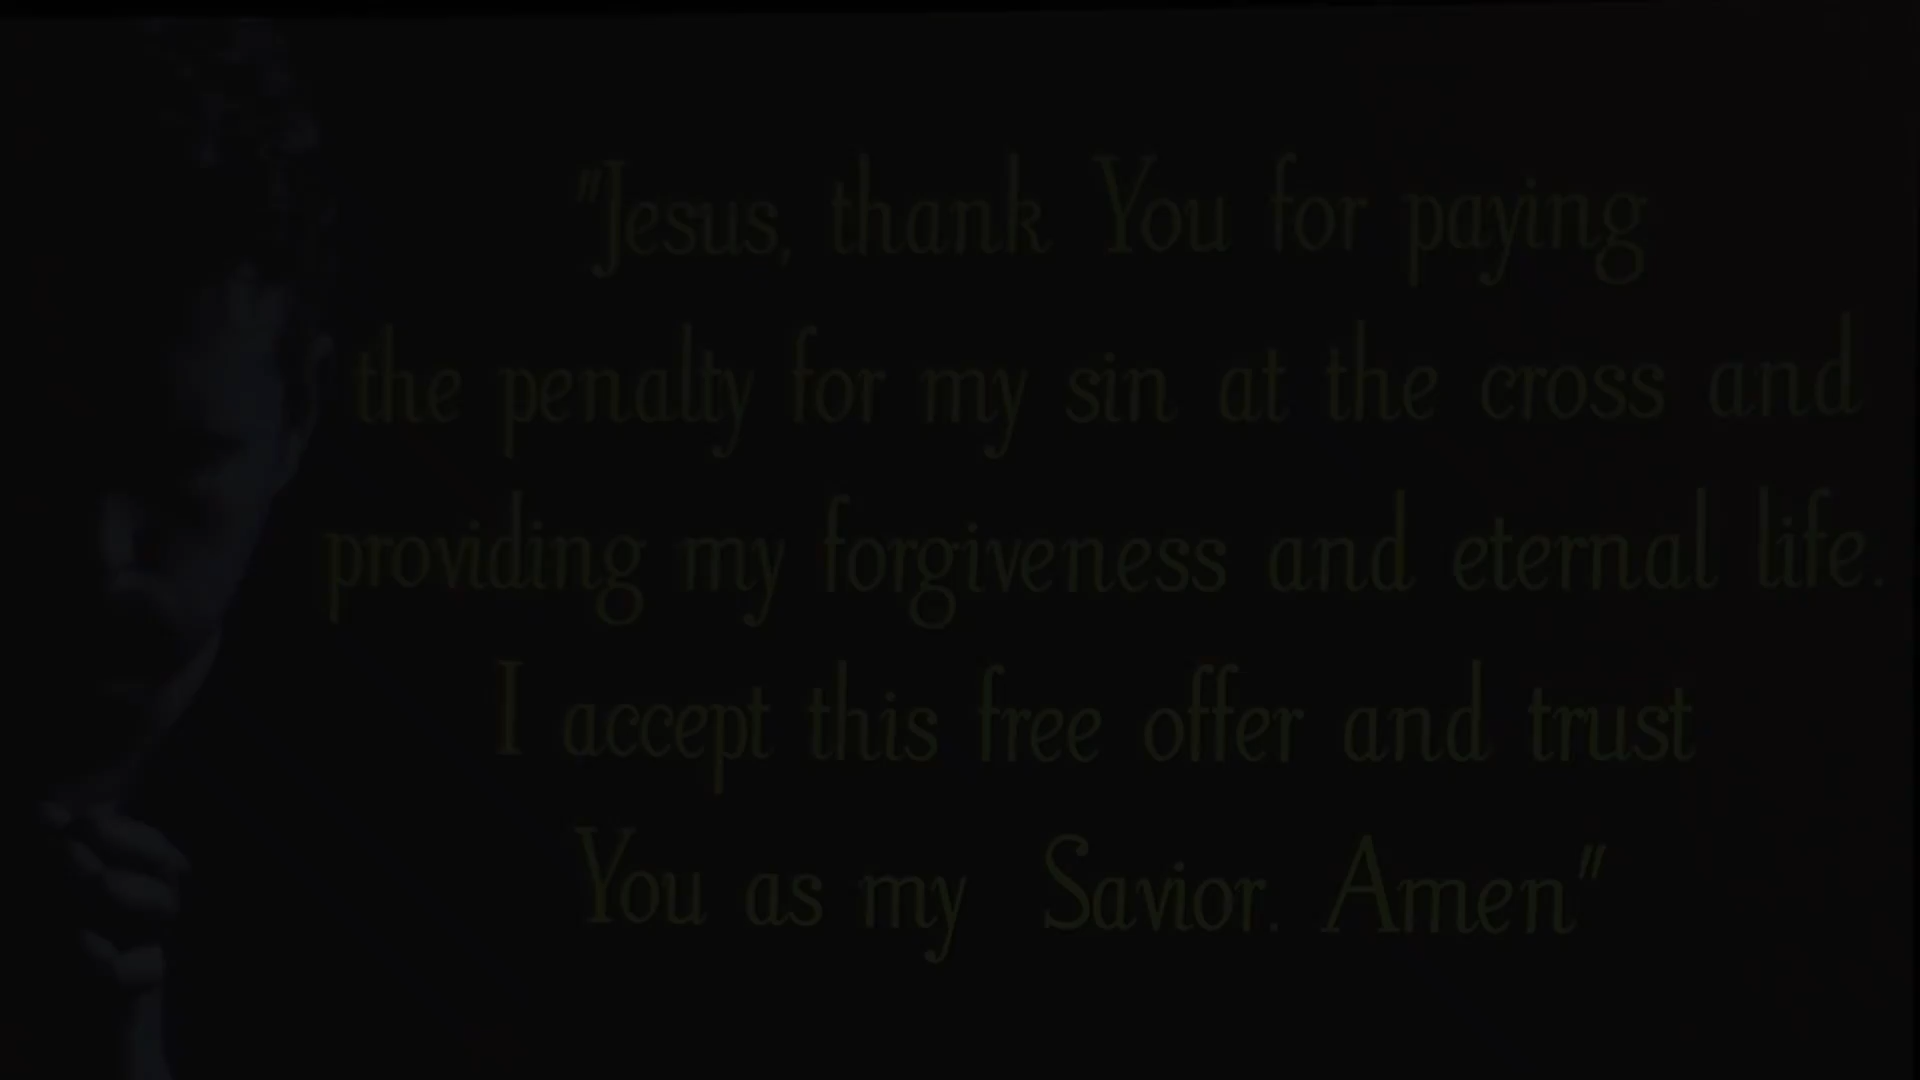 "Jesus, thank You for paying
the penalty for my sin at the cross and
providing my forgiveness and eternal life.
I accept this free offer and trust
You as my Savior. Amen"